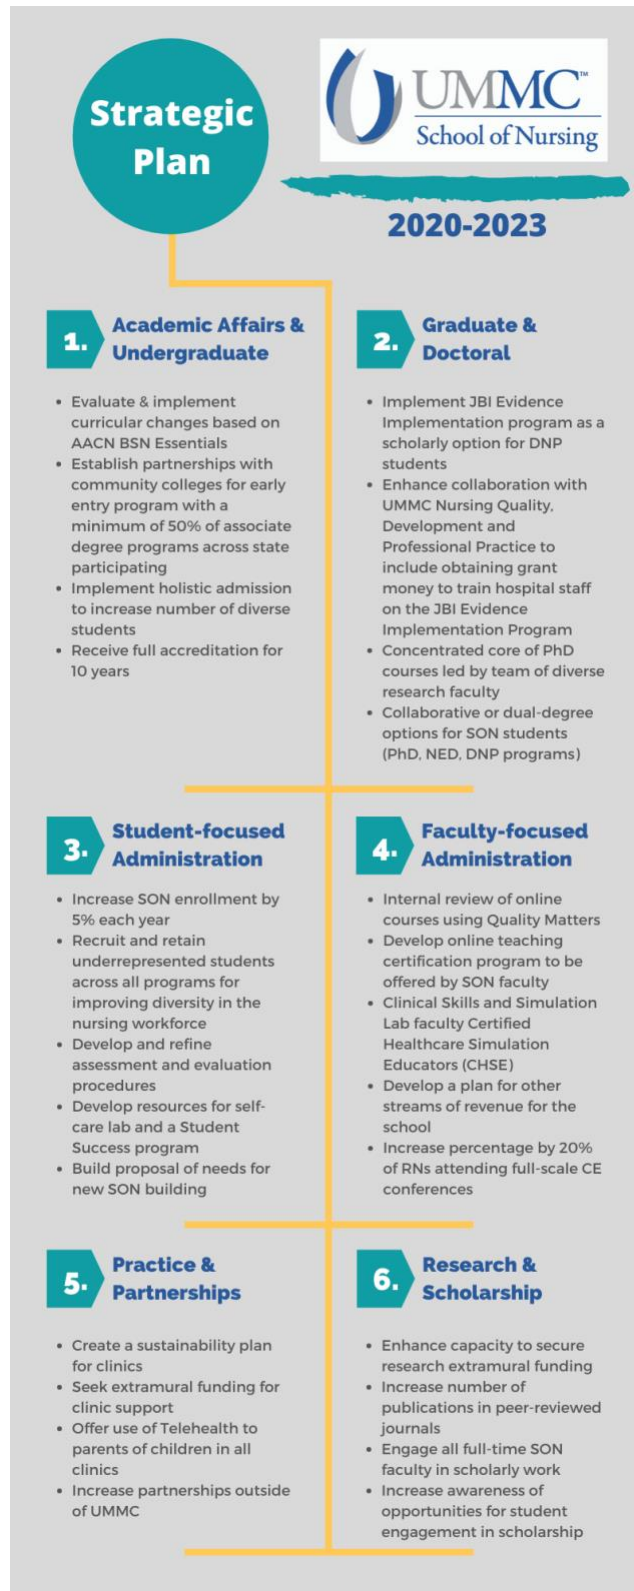 Strategic
Plan
UMMC™
School of Nursing
2020-2023
1.
Academic Affairs &
Undergraduate
• Evaluate & implement
curricular changes based on
AACN BSN Essentials
• Establish partnerships with
community colleges for early
entry program with a
minimum of 50% of associate
degree programs across state
participating
• Implement holistic admission
to increase number of diverse
students
• Receive full accreditation for
10 years
2.
Graduate &
Doctoral
• Implement JBI Evidence
Implementation program as a
scholarly option for DNP
students
• Enhance collaboration with
UMMC Nursing Quality,
Development and
Professional Practice to
include obtaining grant
money to train hospital staff
on the JBI Evidence
Implementation Program
• Concentrated core of PhD
courses led by team of diverse
research faculty
• Collaborative or dual-degree
options for SON students
(PhD, NED, DNP programs)
3.
Student-focused
Administration
• Increase SON enrollment by
5% each year
• Recruit and retain
underrepresented students
across all programs for
improving diversity in the
nursing workforce
• Develop and refine
assessment and evaluation
procedures
• Develop resources for self-
care lab and a Student
Success program
• Build proposal of needs for
new SON building
4.
Faculty-focused
Administration
• Internal review of online
courses using Quality Matters
• Develop online teaching
certification program to be
offered by SON faculty
• Clinical Skills and Simulation
Lab faculty Certified
Healthcare Simulation
Educators (CHSE)
• Develop a plan for other
streams of revenue for the
school
• Increase percentage by 20%
of RNs attending full-scale CE
conferences
5.
Practice &
Partnerships
• Create a sustainability plan
for clinics
• Seek extramural funding for
clinic support
• Offer use of Telehealth to
parents of children in all
clinics
• Increase partnerships outside
of UMMC
6.
Research &
Scholarship
• Enhance capacity to secure
research extramural funding
• Increase number of
publications in peer-reviewed
journals
• Engage all full-time SON
faculty in scholarly work
• Increase awareness of
opportunities for student
engagement in scholarship